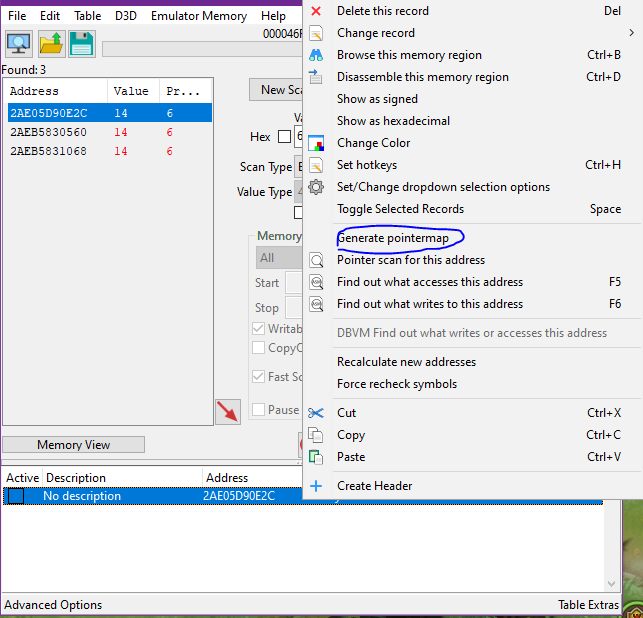 File Edit Table D3D Emulator Memory Help
000046
Found: 3
Address Value Pr...
2AE05D90E2C 14 6
2AEB5830560 14 6
2AEB5831068 14 6
New Sca
Va
Hex 6
Scan Type E
Value Type 4
Memory
All
Start
Stop
Writab
CopyC
Fast Sc
Pause
Memory View
Delete this record Del
Change record
Browse this memory region Ctrl+B
Disassemble this memory region Ctrl+D
Show as signed
Show as hexadecimal
Change Color
Set hotkeys Ctrl+H
Set/Change dropdown selection options
Toggle Selected Records Space
Generate pointermap
Pointer scan for this address
Find out what accesses this address F5
Find out what writes to this address F6
DBVM Find out what writes or accesses this address
Recalculate new addresses
Force recheck symbols
Cut Ctrl+X
Copy Ctrl+C
Paste Ctrl+V
Create Header
Active Description Address
No description 2AE05D90E2C
Advanced Options Table Extras